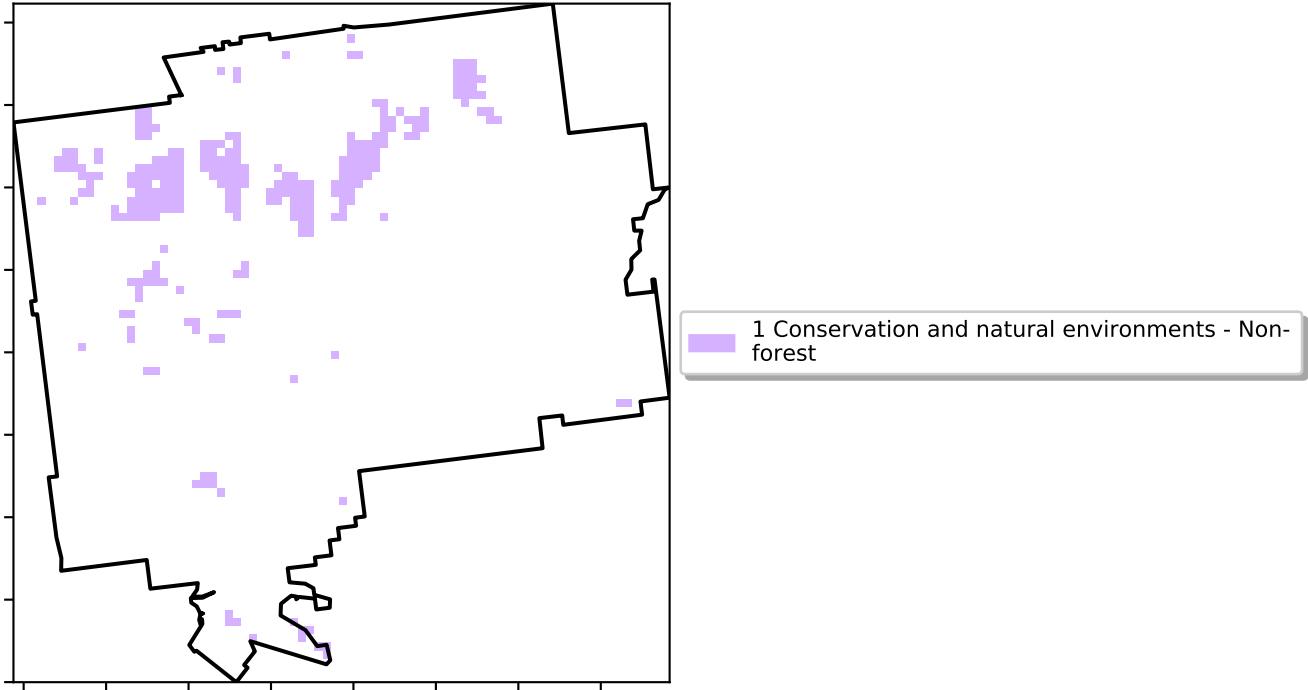 1 Conservation and natural environments - Non-
forest